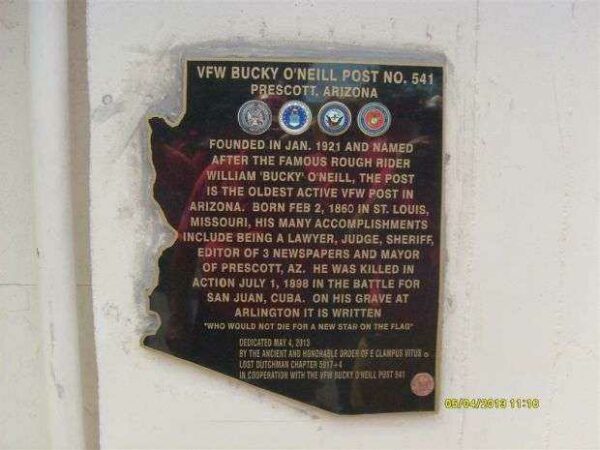 VFW BUCKY O'NEILL POST NO. 541
PRESCOTT, ARIZONA
FOUNDED IN JAN. 1921 AND NAMED
AFTER THE FAMOUS ROUGH RIDER
WILLIAM 'BUCKY' O'NEILL, THE POST
IS THE OLDEST ACTIVE VFW POST IN
ARIZONA. BORN FEB 2, 1860 IN ST. LOUIS,
MISSOURI, HIS MANY ACCOMPLISHMENTS
INCLUDE BEING A LAWYER, JUDGE, SHERIFF,
EDITOR OF 3 NEWSPAPERS AND MAYOR
OF PRESCOTT, AZ. HE WAS KILLED IN
ACTION JULY 1, 1898 IN THE BATTLE FOR
SAN JUAN, CUBA. ON HIS GRAVE AT
ARLINGTON IT IS WRITTEN
"WHO WOULD NOT DIE FOR A NEW STAR ON THE FLAG"
DEDICATED MAY 4, 2013
BY THE ANCIENT AND HONORABLE ORDER OF E CLAMPUS VITUS
LOST DUTCHMAN CHAPTER 5917-4
IN COOPERATION WITH THE VFW BUCKY O'NEILL POST 541
05/04/2013 11:16